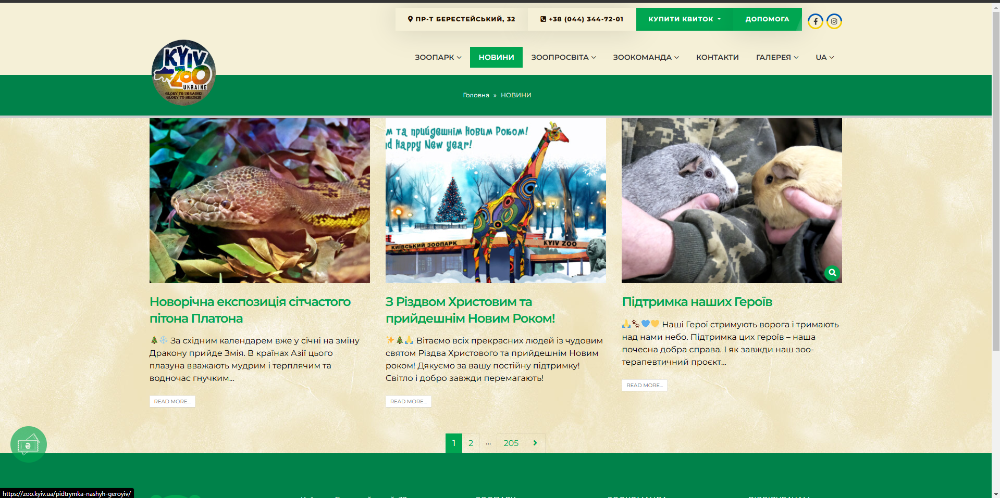 ПР-Т БЕРЕСТЕЙСЬКИЙ, 32
+38 (044) 344-72-01
КУПИТИ КВИТОК
ДОПОМОГА
KYIV
ZOO
UKRAINE
GLORY TO UKRAINE!
GLORY TO HEROES!
ЗООПАРК
НОВИНИ
ЗООПРОСВІТА
ЗООКОМАНДА
КОНТАКТИ
ГАЛЕРЕЯ
UA
Головна » НОВИНИ
м та прийдешнім Новим Роком!
nd Happy New year!
КИЇВСЬКИЙ ЗООПАРК
KYIV ZOO
Новорічна експозиція сітчастого
пітона Платона
🌲❄️ За східним календарем вже у січні на зміну
Дракону прийде Змія. В країнах Азії цього
плазуна вважають мудрим і терплячим та
водночас гнучким...
READ MORE...
З Різдвом Христовим та
прийдешнім Новим Роком!
✨🌲🙏 Вітаємо всіх прекрасних людей із чудовим
святом Різдва Христового та прийдешнім Новим
роком! Дякуємо за вашу постійну підтримку!
Світло і добро завжди перемагають!
READ MORE...
Підтримка наших Героїв
🙏🐾💙💛 Наші Герої стримують ворога і тримають
над нами небо. Підтримка цих героїв – наша
почесна добра справа. І як завжди наш зоо-
терапевтичний проєкт...
READ MORE...
1 2 ... 205
₴
https://zoo.kyiv.ua/pidtrymka-nashyh-geroyiv/
ЗООПАРК
ЗООКОМАНДА
ВІДВІДУВАЧАМ